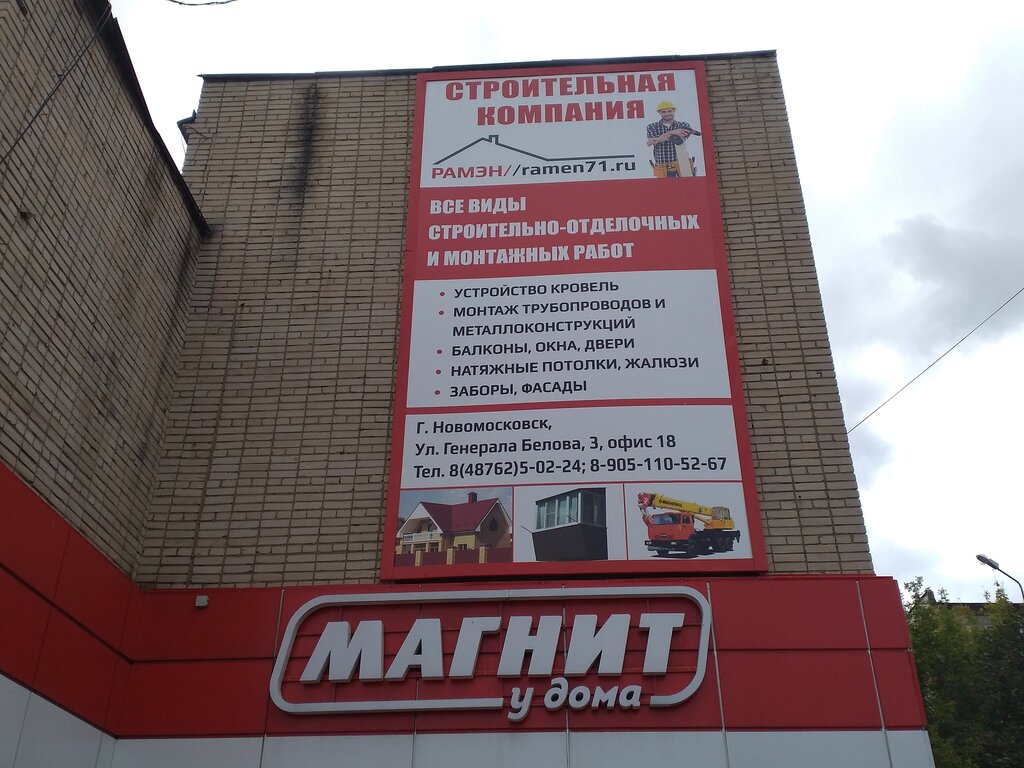 СТРОИТЕЛЬНАЯ
КОМПАНИЯ
РАМЭН//ramen71.ru
ВСЕ ВИДЫ
СТРОИТЕЛЬНО-ОТДЕЛОЧНЫХ
И МОНТАЖНЫХ РАБОТ
• УСТРОЙСТВО КРОВЕЛЬ
• МОНТАЖ ТРУБОПРОВОДОВ И
МЕТАЛЛОКОНСТРУКЦИЙ
• БАЛКОНЫ, ОКНА, ДВЕРИ
• НАТЯЖНЫЕ ПОТОЛКИ, ЖАЛЮЗИ
• ЗАБОРЫ, ФАСАДЫ
Г. Новомосковск,
Ул. Генерала Белова, 3, офис 18
Тел. 8(48762)5-02-24; 8-905-110-52-67
МАГНИТ
у дома